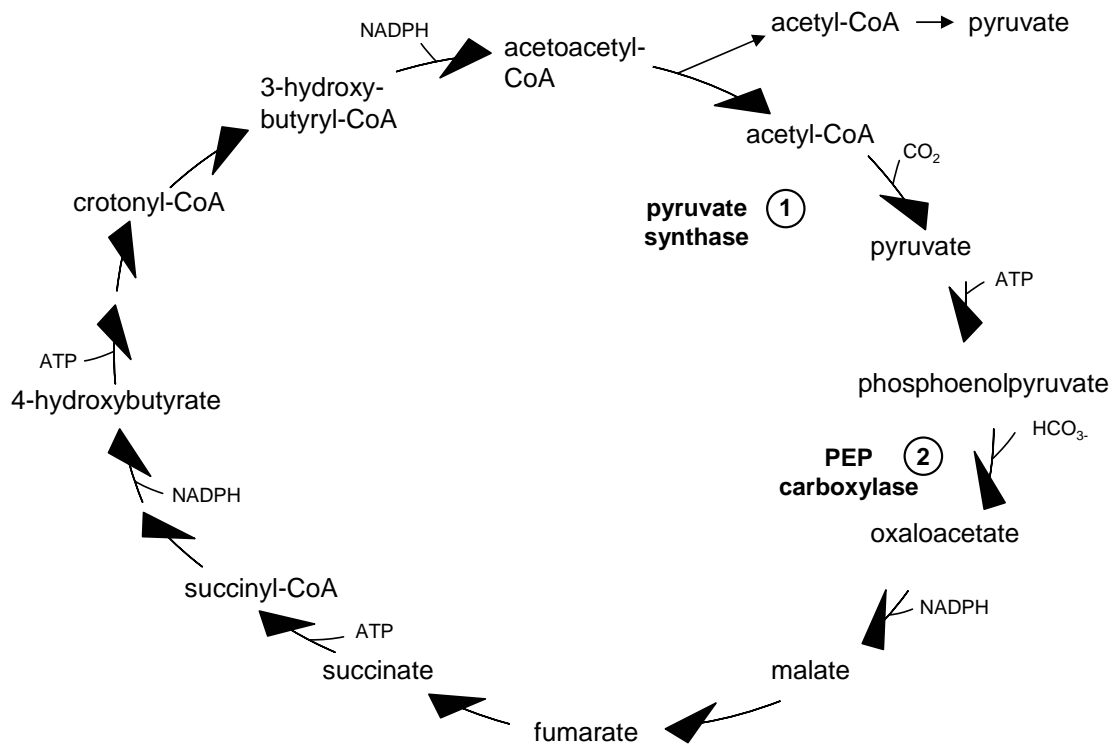 acetyl-CoA
pyruvate
NADPH
acetoacetyl-
CoA
3-hydroxy-
butyryl-CoA
acetyl-CoA
CO2
crotonyl-CoA
pyruvate
synthase
1
pyruvate
ATP
ATP
4-hydroxybutyrate
phosphoenolpyruvate
HCO3-
PEP
carboxylase
2
NADPH
oxaloacetate
succinyl-CoA
NADPH
ATP
succinate
malate
fumarate